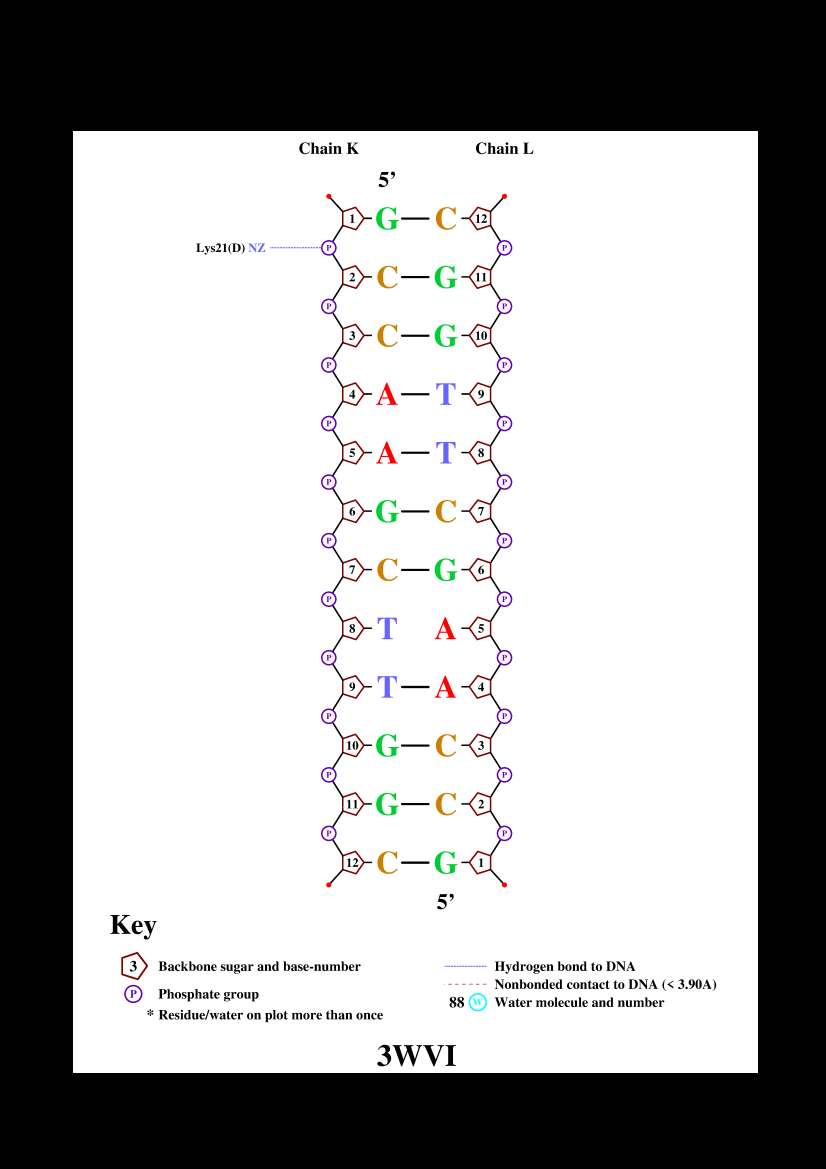 Chain K Chain L
5’
1 G C 12
Lys21(D) NZ P P
2 C G 11
P P
3 C G 10
P P
4 A T 9
P P
5 A T 8
P P
6 G C 7
P P
7 C G 6
P P
8 T A 5
P P
9 T A 4
P P
10 G C 3
P P
11 G C 2
P P
12 C G 1
5’
Key
3 Backbone sugar and base-number
P Phosphate group
* Residue/water on plot more than once
Hydrogen bond to DNA
Nonbonded contact to DNA (< 3.90A)
88 W Water molecule and number
3WVI